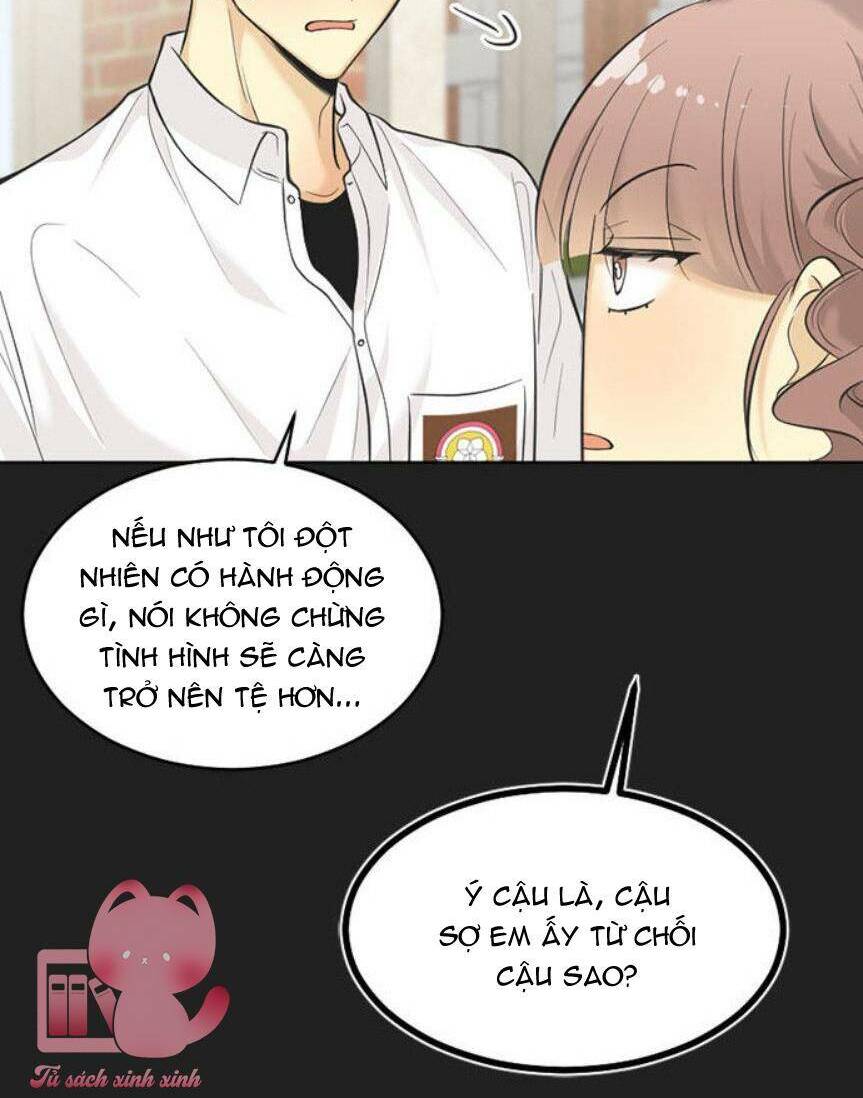 NẾU NHƯ TÔI ĐỘT
NHIÊN CÓ HÀNH ĐỘNG
GÌ, NÓI KHÔNG CHỪNG
TÌNH HÌNH SẼ CÀNG
TRỞ NÊN TỆ HƠN...
Ý CẬU LÀ, CẬU
SỢ EM ẤY TỪ CHỐI
CẬU SAO?
Tủ sách xinh xinh